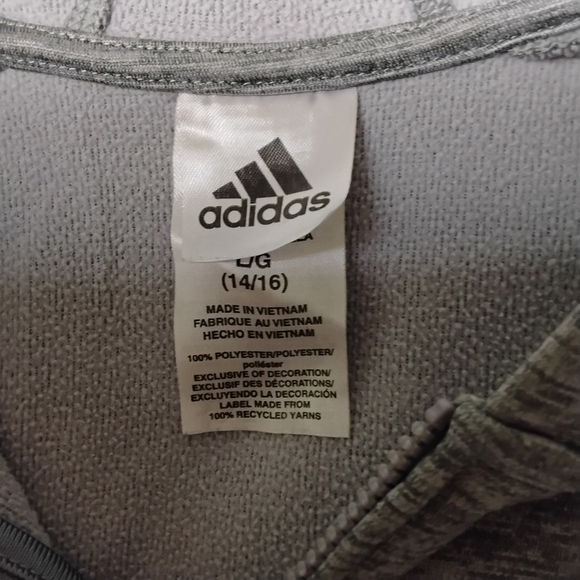 adidas
L/G
(14/16)
MADE IN VIETNAM
FABRIQUE AU VIETNAM
HECHO EN VIETNAM
100% POLYESTER/POLYESTER/
poliéster
EXCLUSIVE OF DECORATION/
EXCLUSIF DES DÉCORATIONS/
EXCLUYENDO LA DECORACIÓN
LABEL MADE FROM
100% RECYCLED YARNS